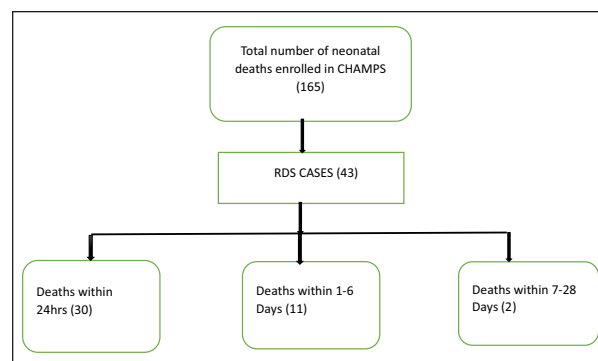 Total number of neonatal
deaths enrolled in CHAMPS
(165)
RDS CASES (43)
Deaths within
24hrs (30)
Deaths within 1-6
Days (11)
Deaths within 7-28
Days (2)